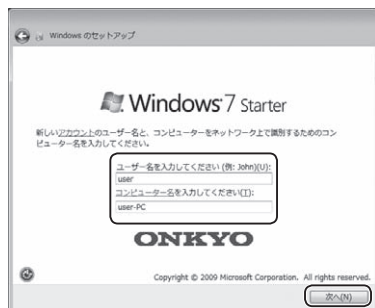 Windows のセットアップ
Windows 7 Starter
新しいアカウントのユーザー名と、コンピューターをネットワーク上で識別するためのコン
ピューター名を入力してください。
ユーザー名を入力してください (例: John)(U):
user
コンピューター名を入力してください(T):
user-PC
ONKYO
Copyright © 2009 Microsoft Corporation. All rights reserved.
次へ(N)